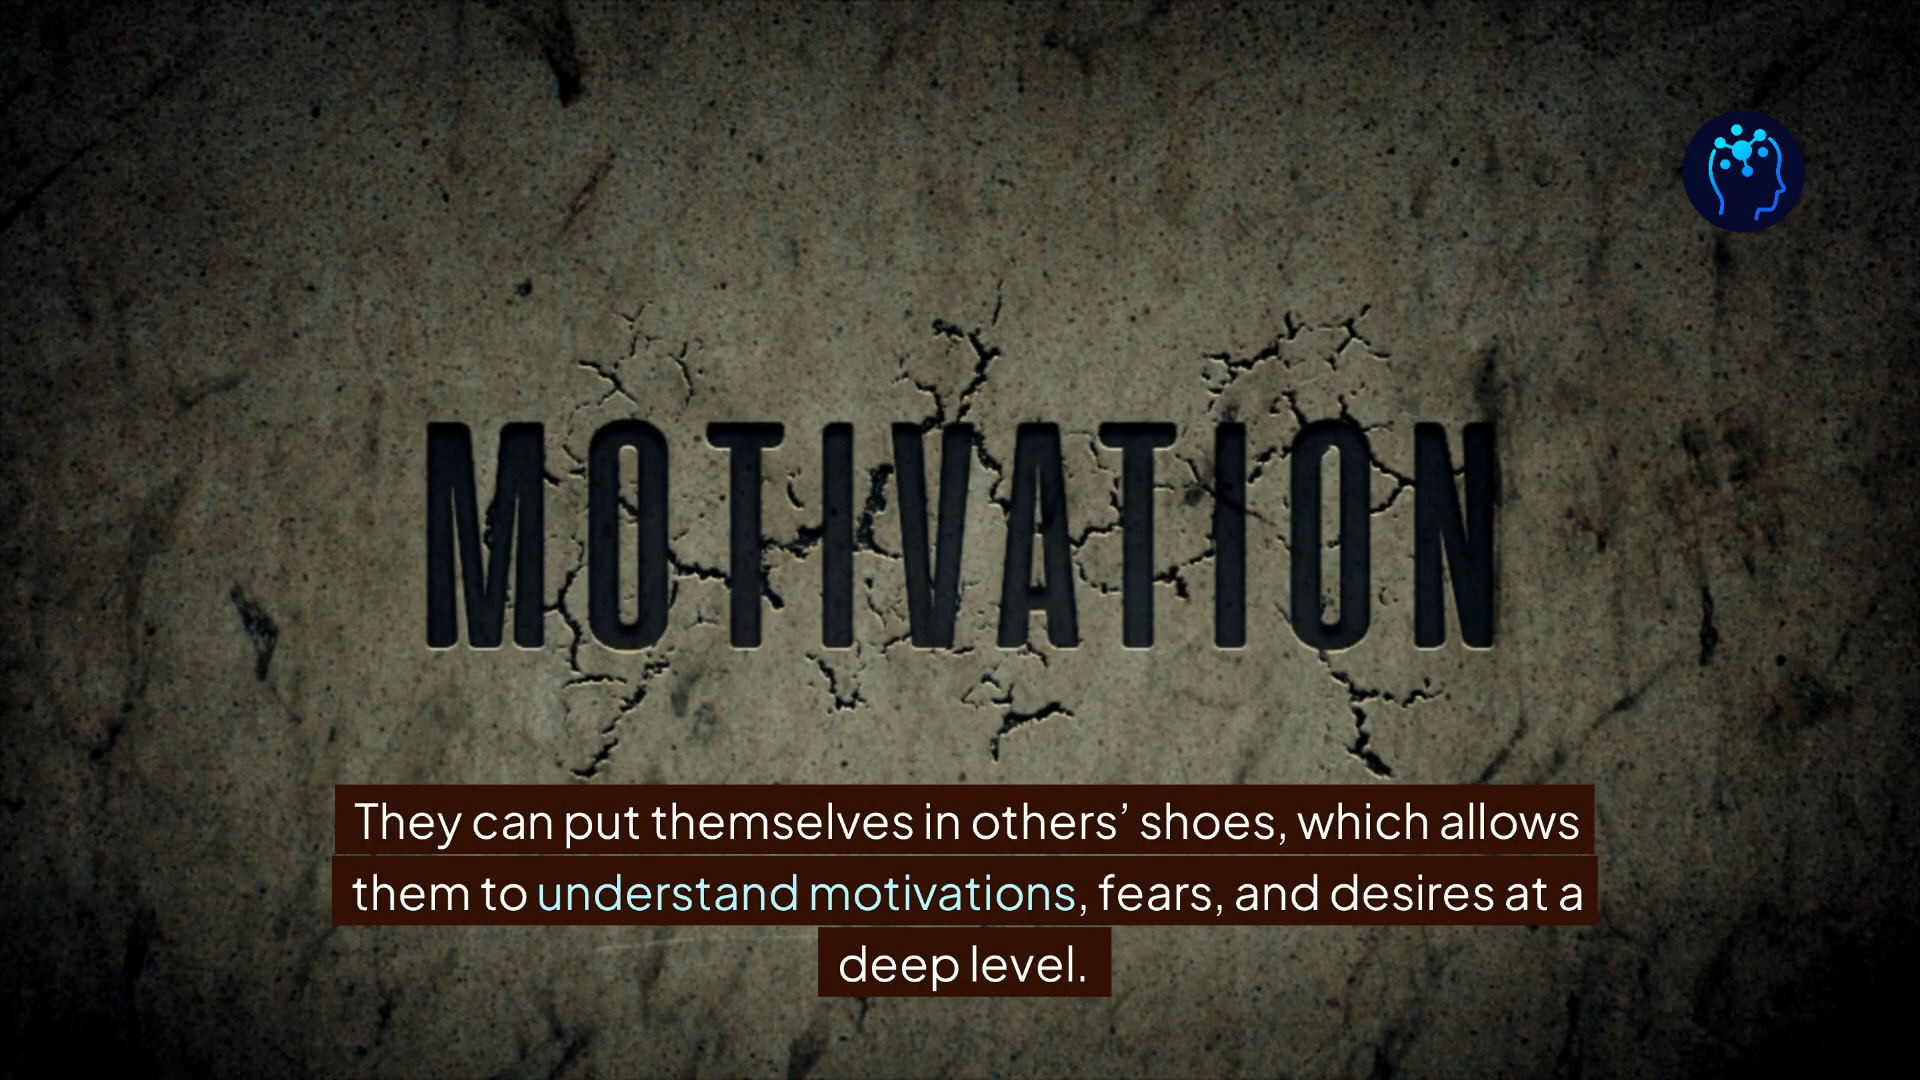 MOTIVATION
They can put themselves in others’ shoes, which allows
them to understand motivations, fears, and desires at a
deep level.